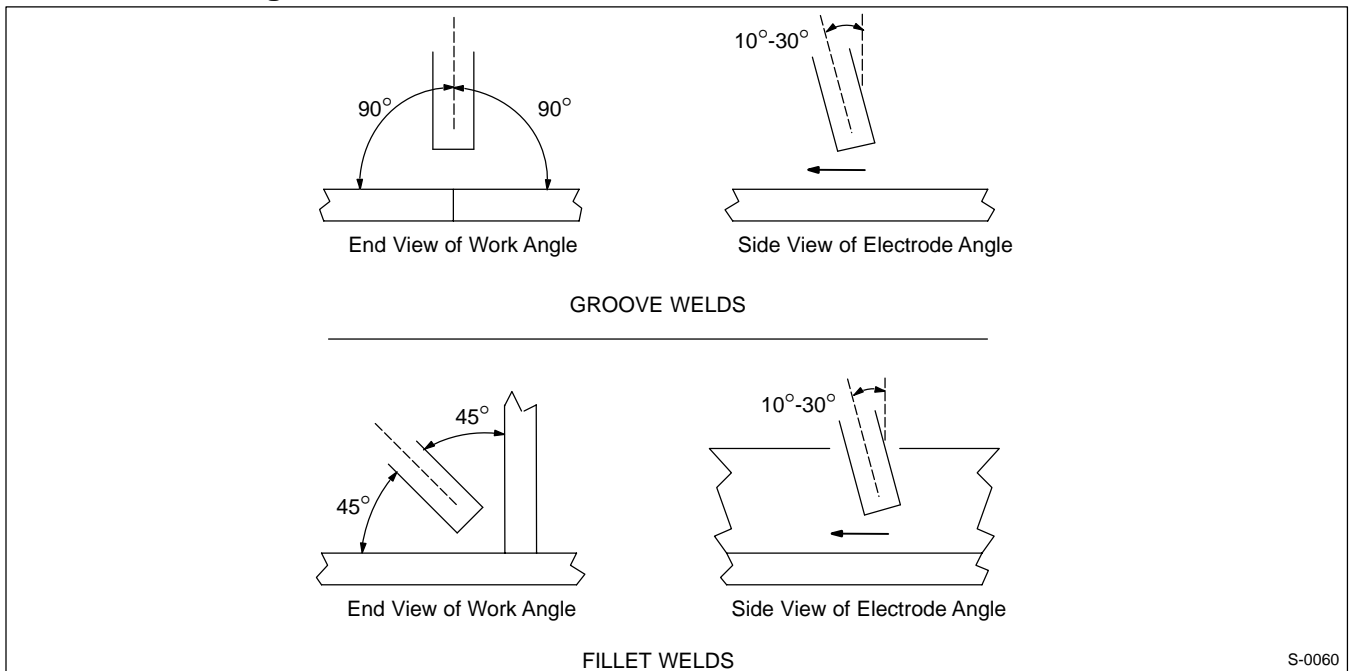 10°-30°
90°
90°
End View of Work Angle
Side View of Electrode Angle
GROOVE WELDS
45°
10°-30°
45°
End View of Work Angle
Side View of Electrode Angle
FILLET WELDS
S-0060